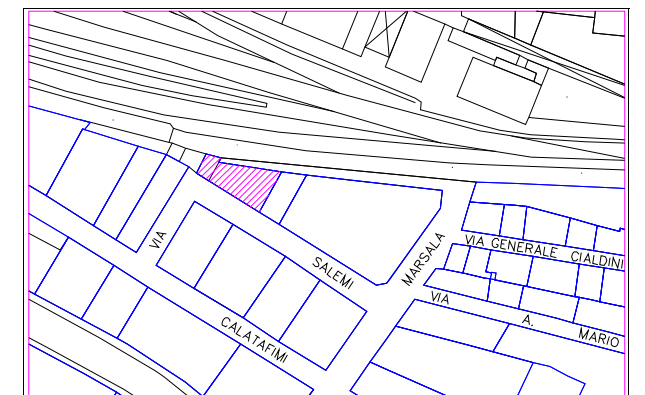 VIA GENERALE CIALDINI
MARSALA
VIA
SALEMI
VIA A. MARIO
CALATAFIMI